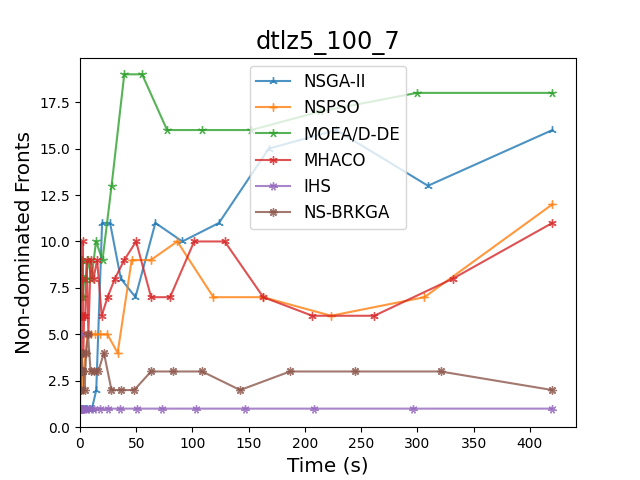 dtlz5_100_7
NSGA-II
NSPSO
MOEA/D-DE
MHACO
IHS
NS-BRKGA
Non-dominated Fronts
17.5
15.0
12.5
10.0
7.5
5.0
2.5
0.0
0 50 100 150 200 250 300 350 400
Time (s)